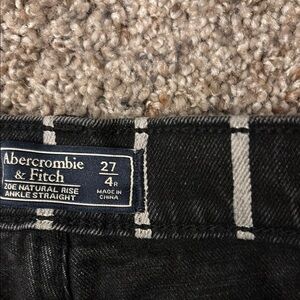 Abercrombie
& Fitch
ZOE NATURAL RISE
ANKLE STRAIGHT
27
4R
MADE IN
CHINA